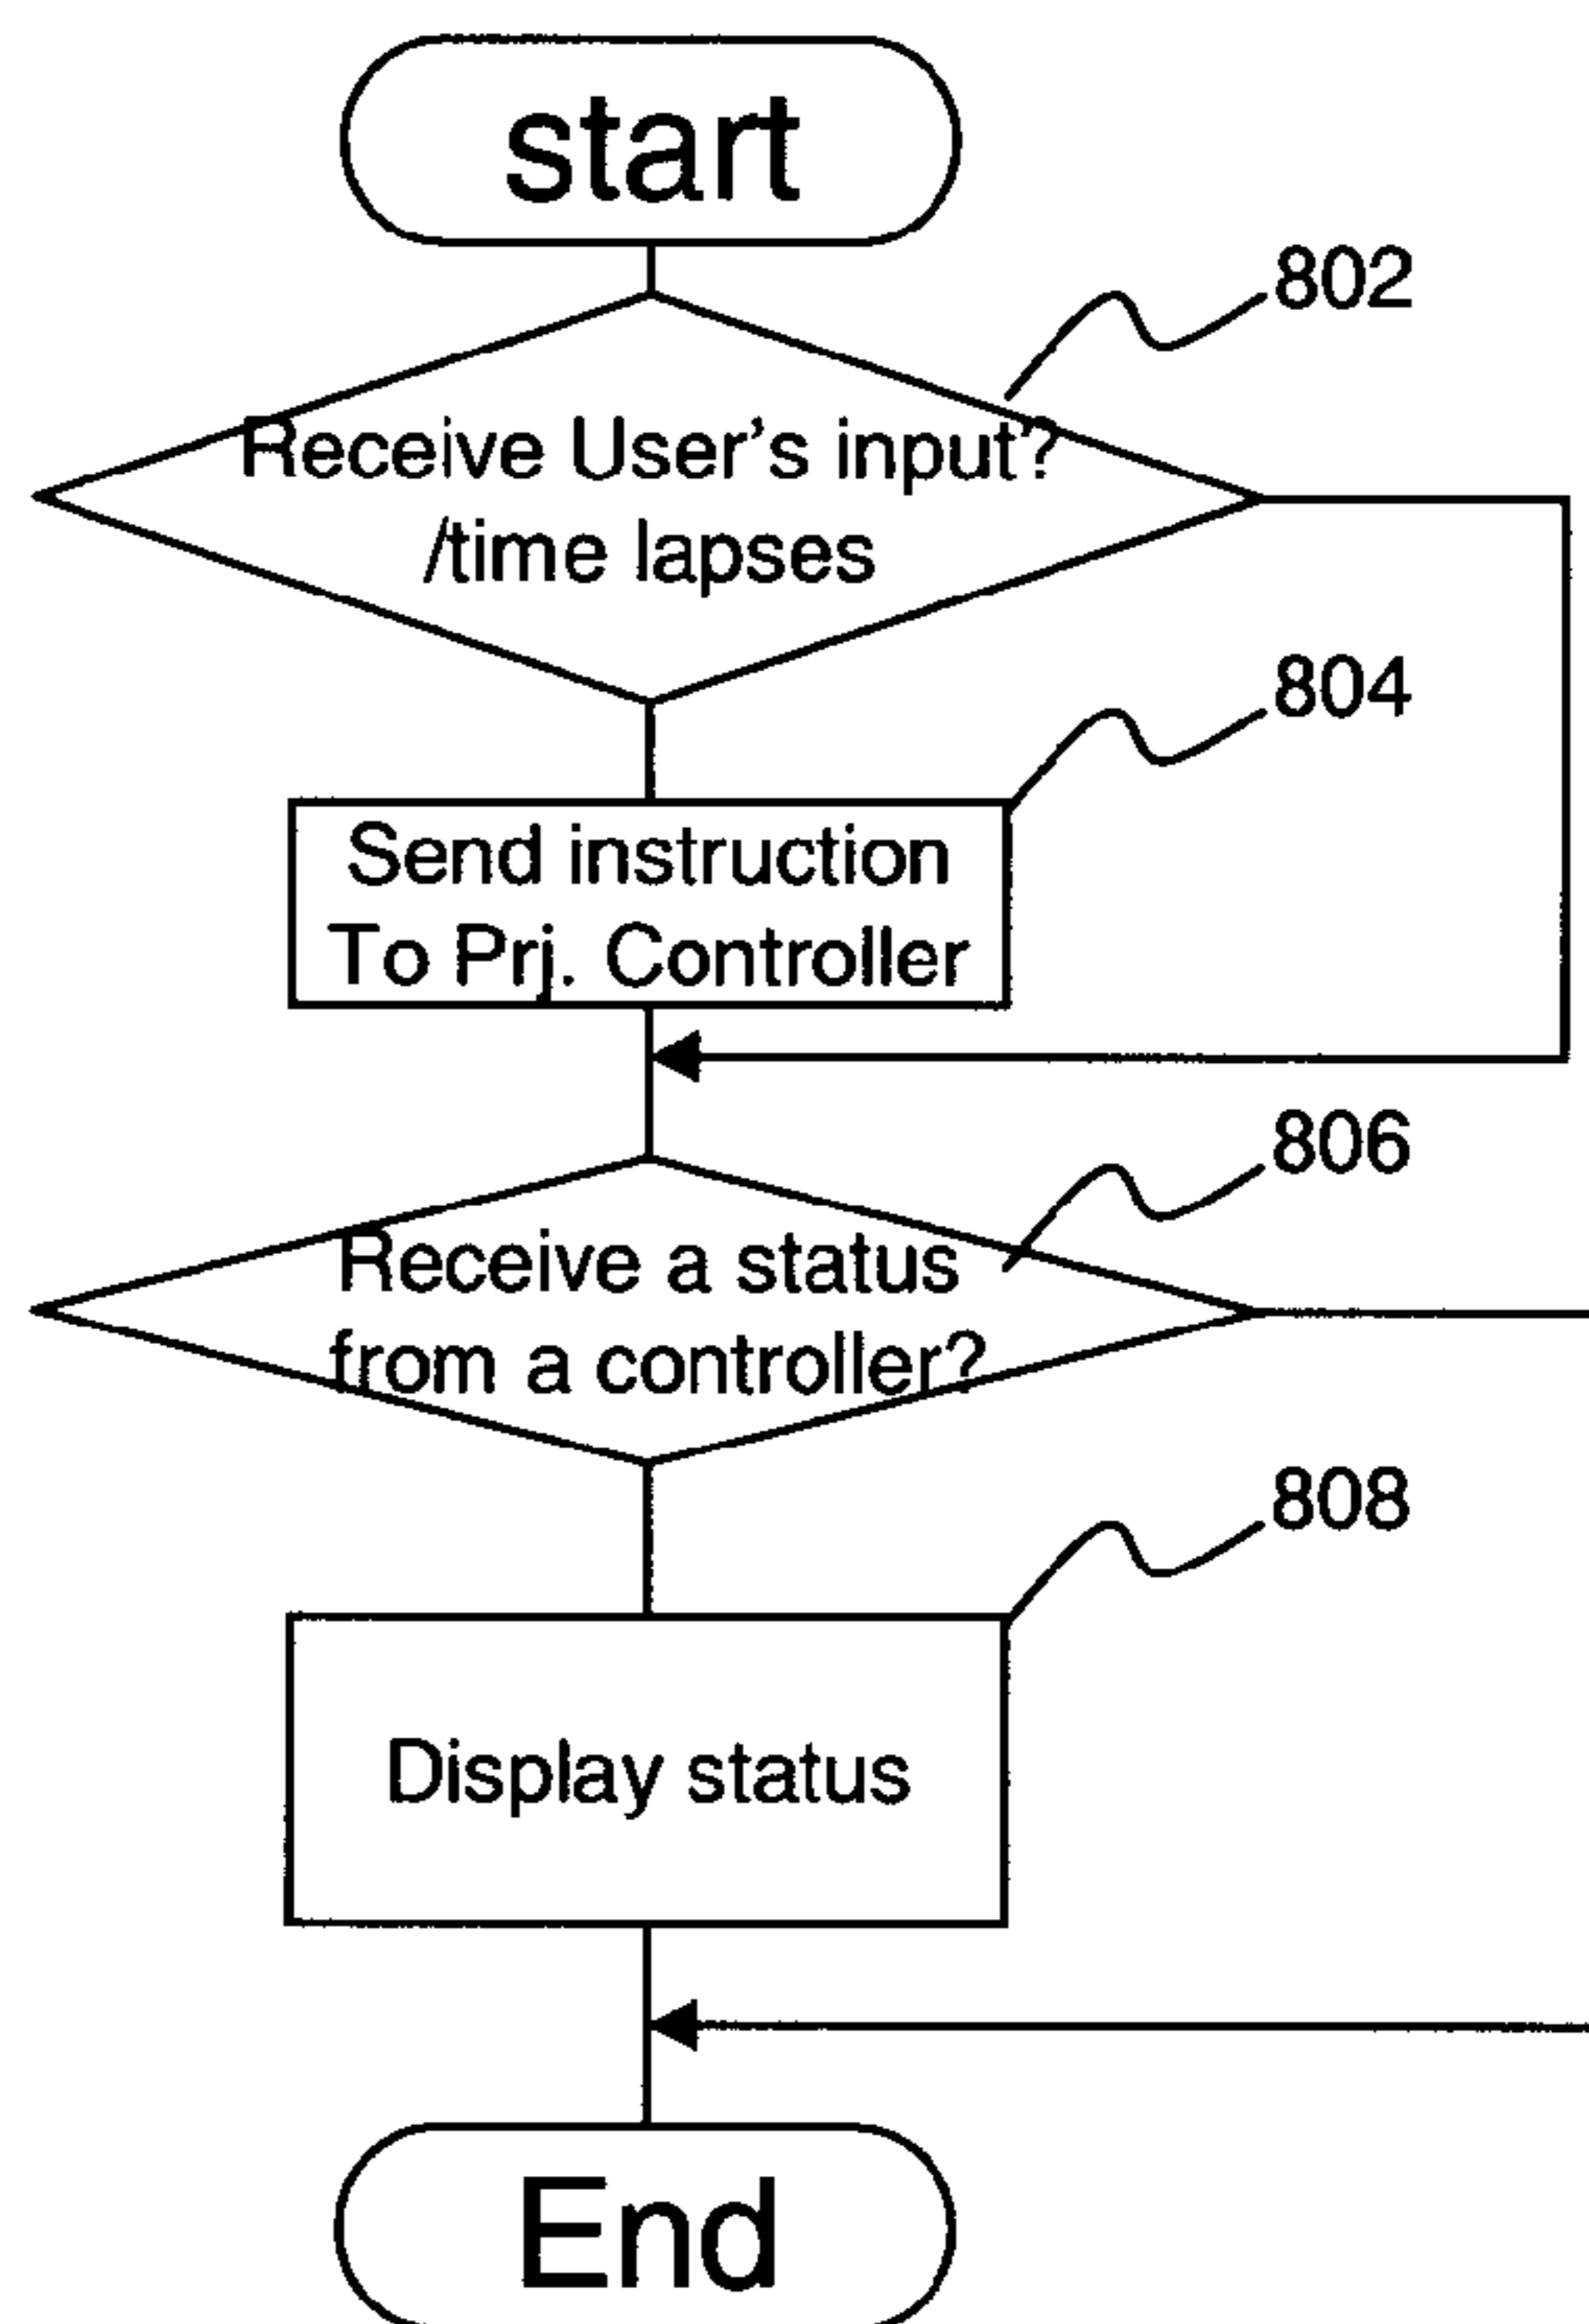 start
802
Receive User's input?
/time lapses
804
Send instruction
To Prj. Controller
806
Receive a status
from a controller?
808
Display status
End